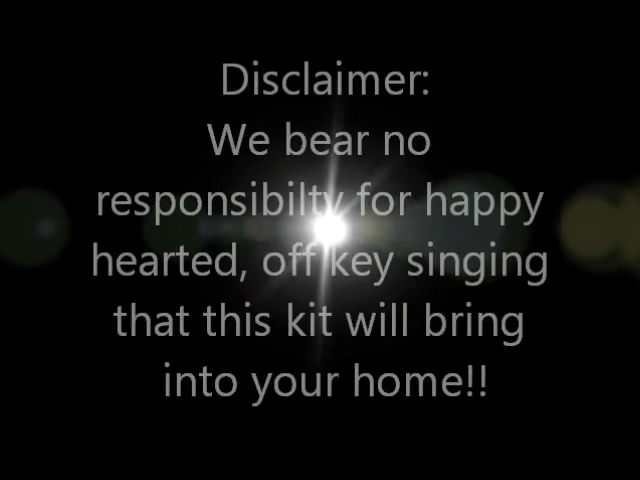 Disclaimer:
We bear no
responsibilty for happy
hearted, off key singing
that this kit will bring
into your home!!